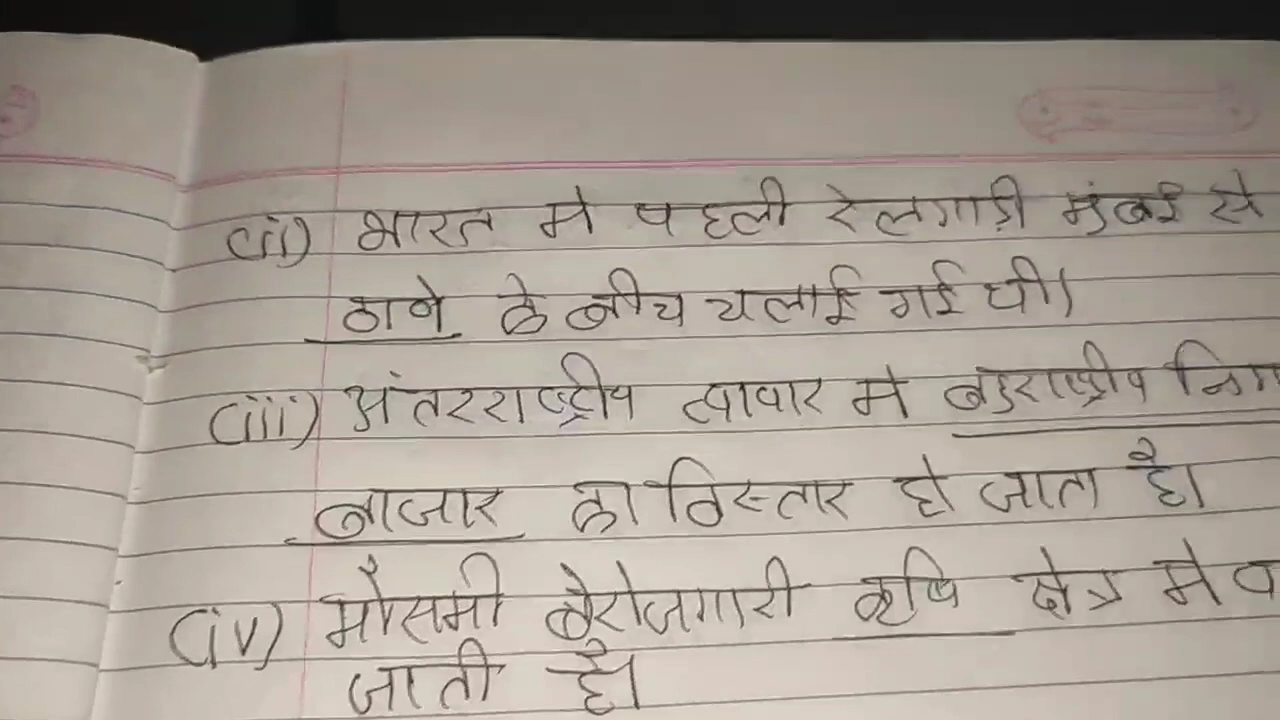 (ii) भारत मे पहली रेलगाड़ी मुंबई से
ठाणे के बीच चलाई गई थी।
(iii) अंतरराष्ट्रीय व्यापार मे बहुराष्ट्रीय
बाजार का विस्तार हो जाता है।
(iv) मौसमी बेरोजगारी कृषि क्षेत्र मे
जाती है।